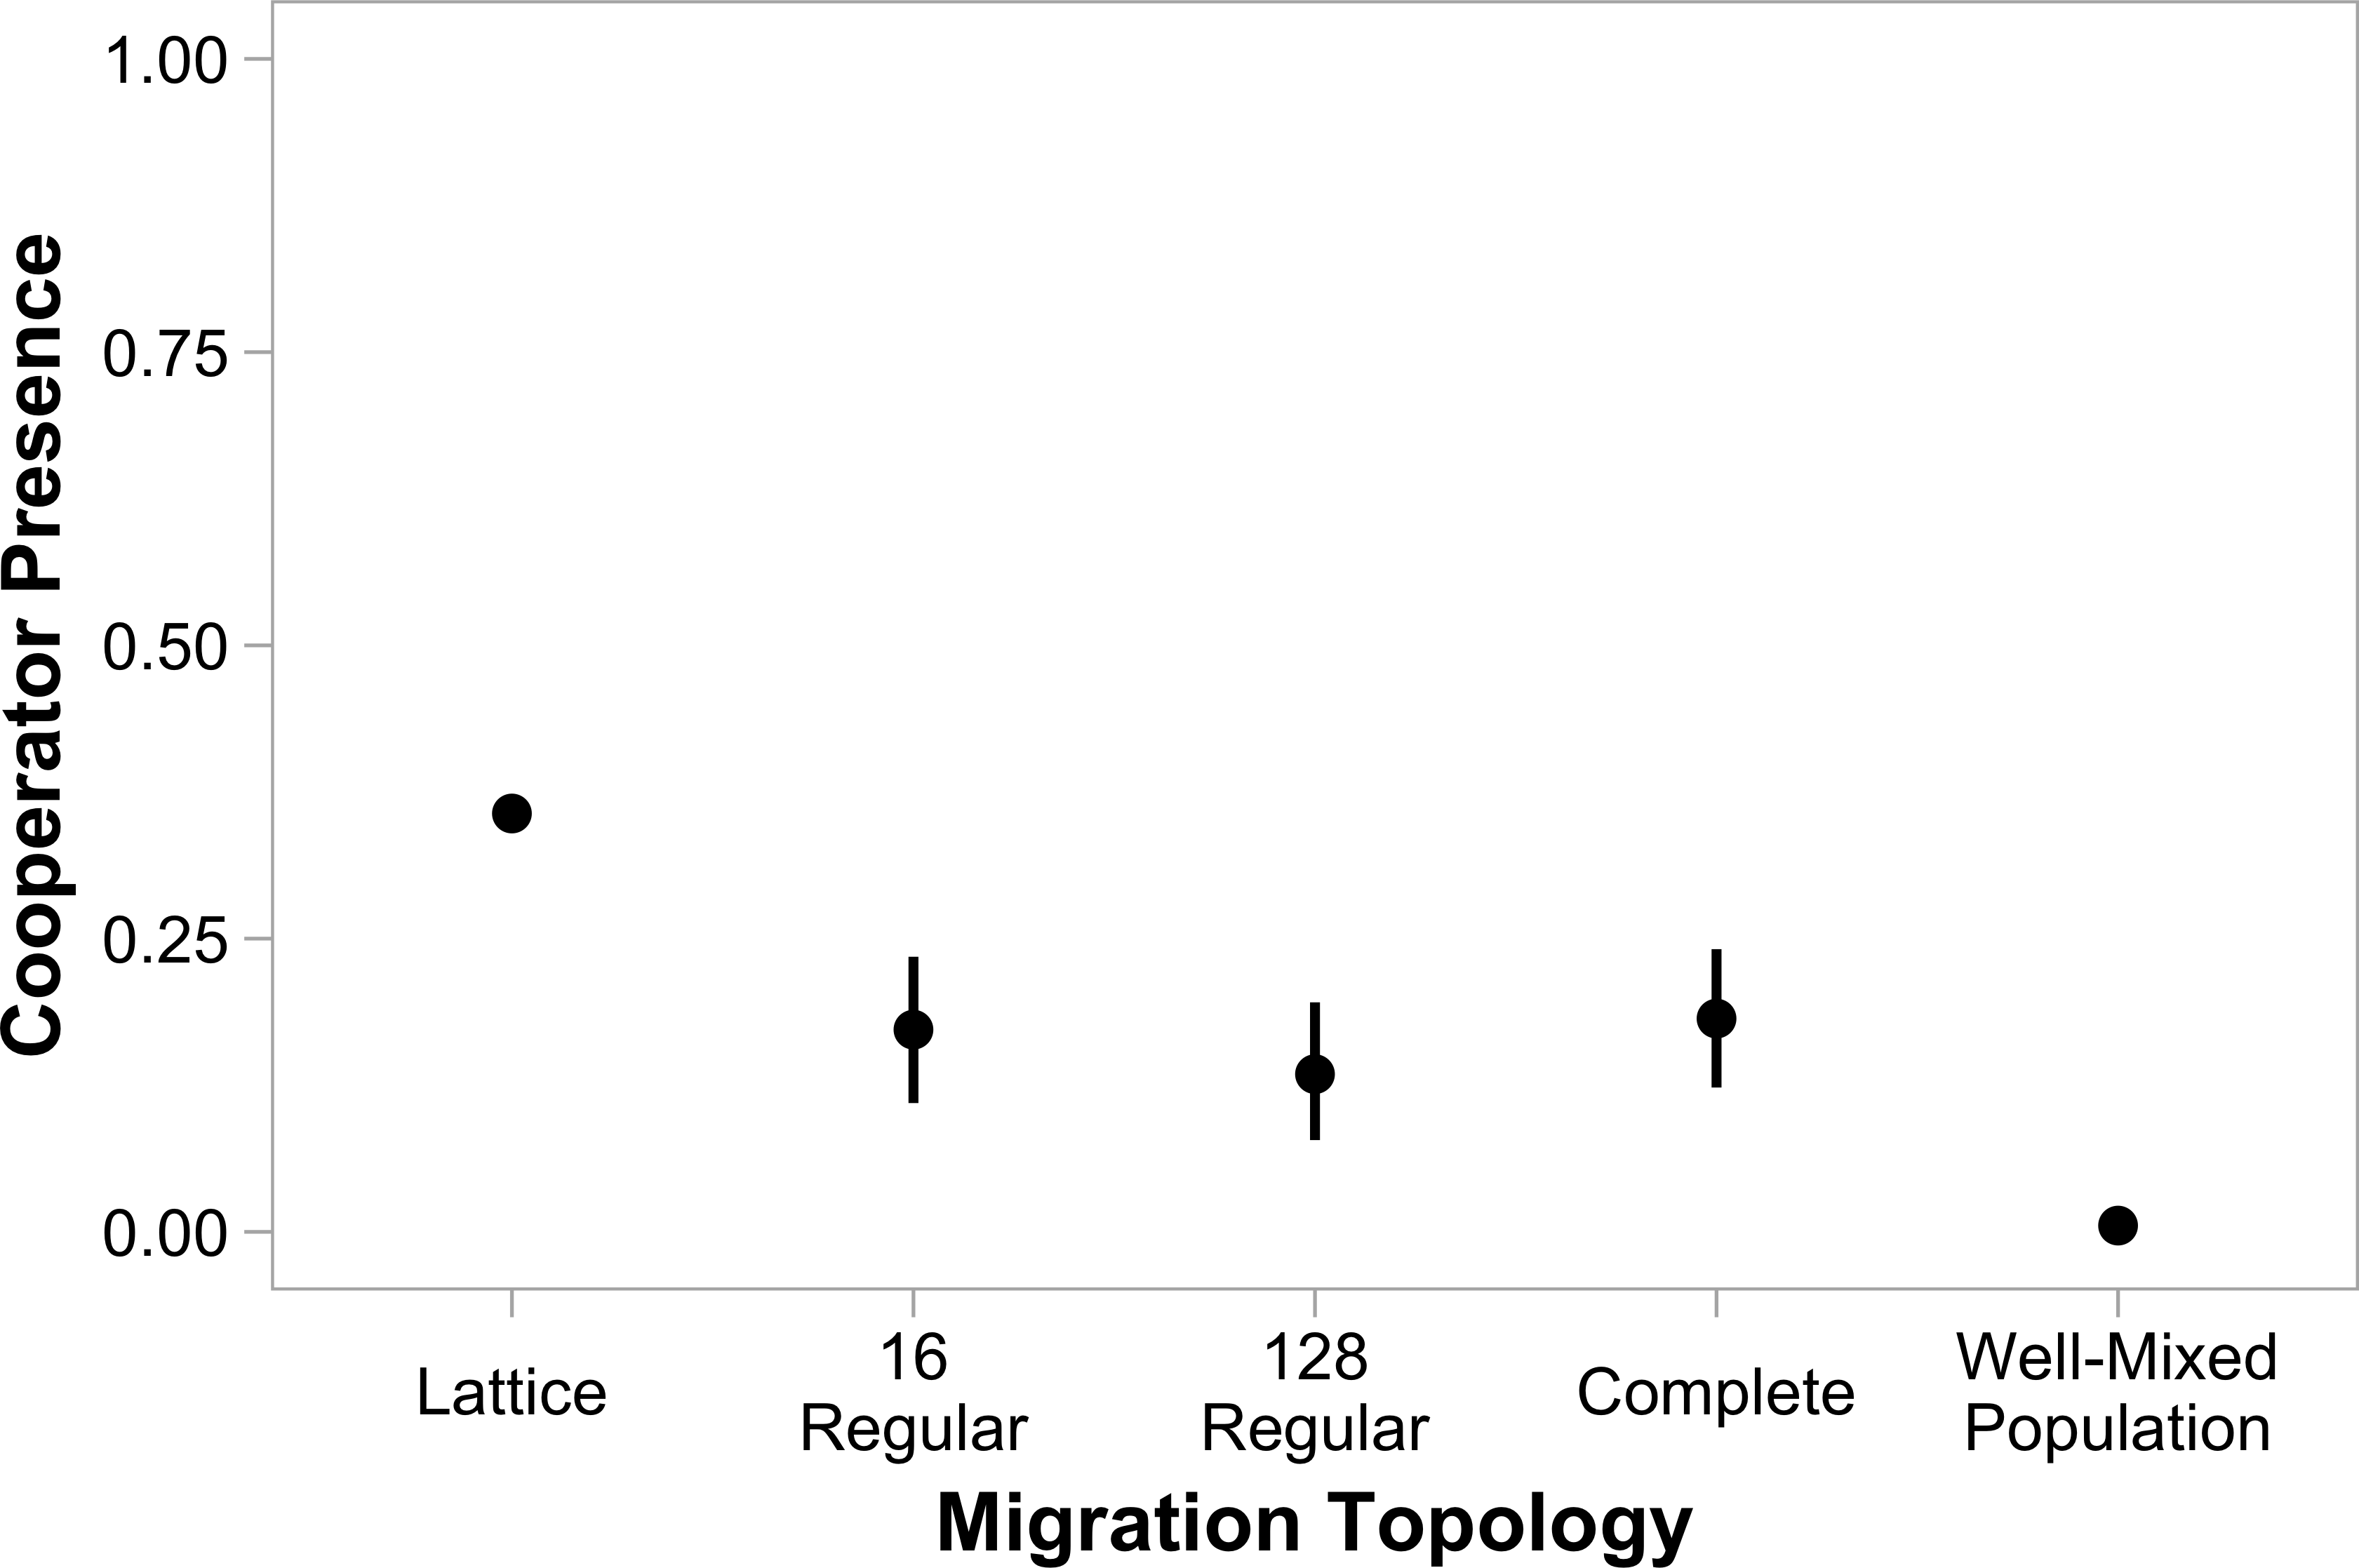 Cooperator Presence
1.00
0.75
0.50
0.25
0.00
Lattice
16
Regular
128
Regular
Complete
Well-Mixed
Population
Migration Topology